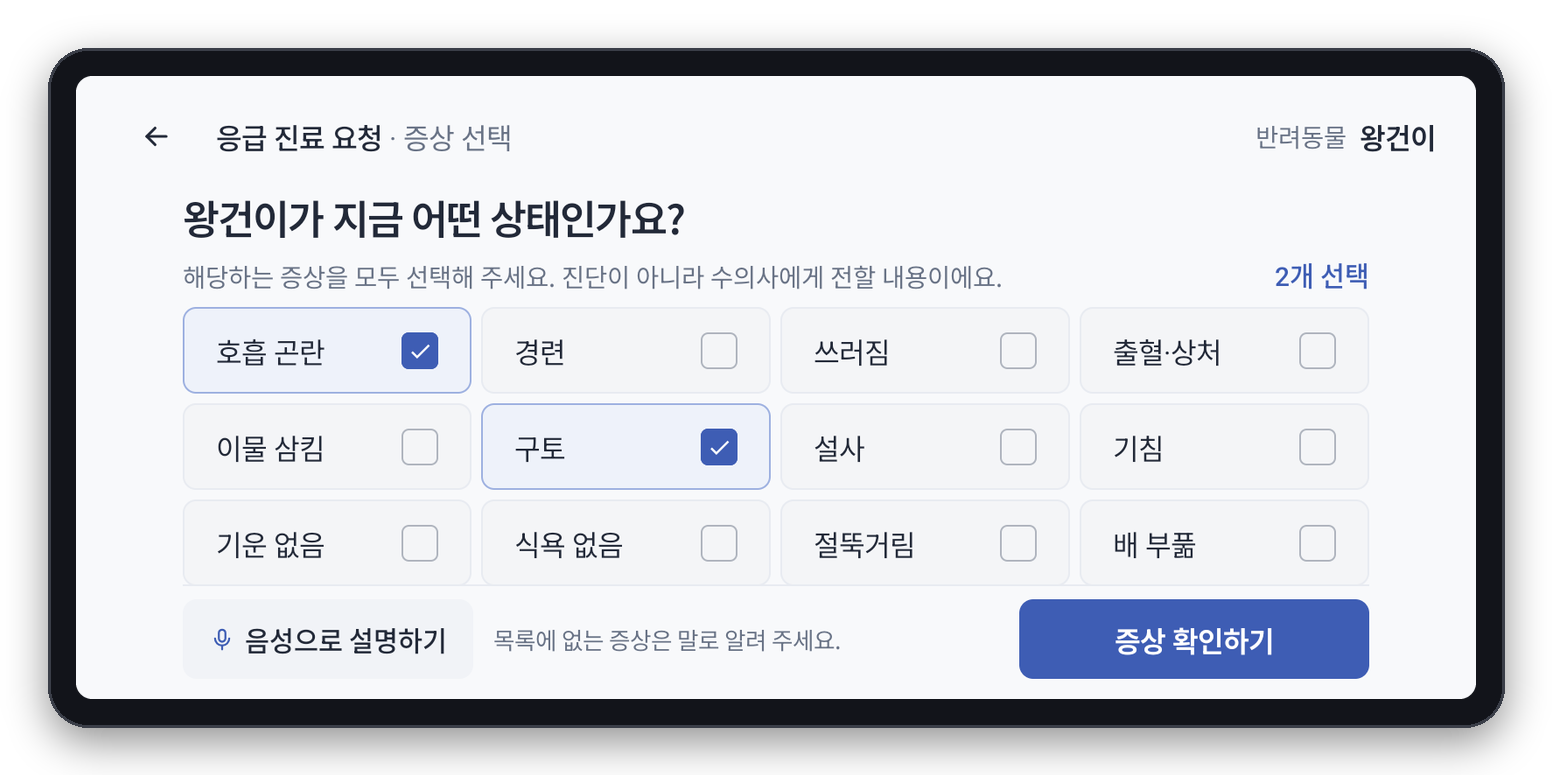 응급 진료 요청 · 증상 선택
반려동물 왕건이
왕건이가 지금 어떤 상태인가요?
해당하는 증상을 모두 선택해 주세요. 진단이 아니라 수의사에게 전할 내용이에요.
2개 선택
호흡 곤란
경련
쓰러짐
출혈·상처
이물 삼킴
구토
설사
기침
기운 없음
식욕 없음
절뚝거림
배 부풂
음성으로 설명하기
목록에 없는 증상은 말로 알려 주세요.
증상 확인하기